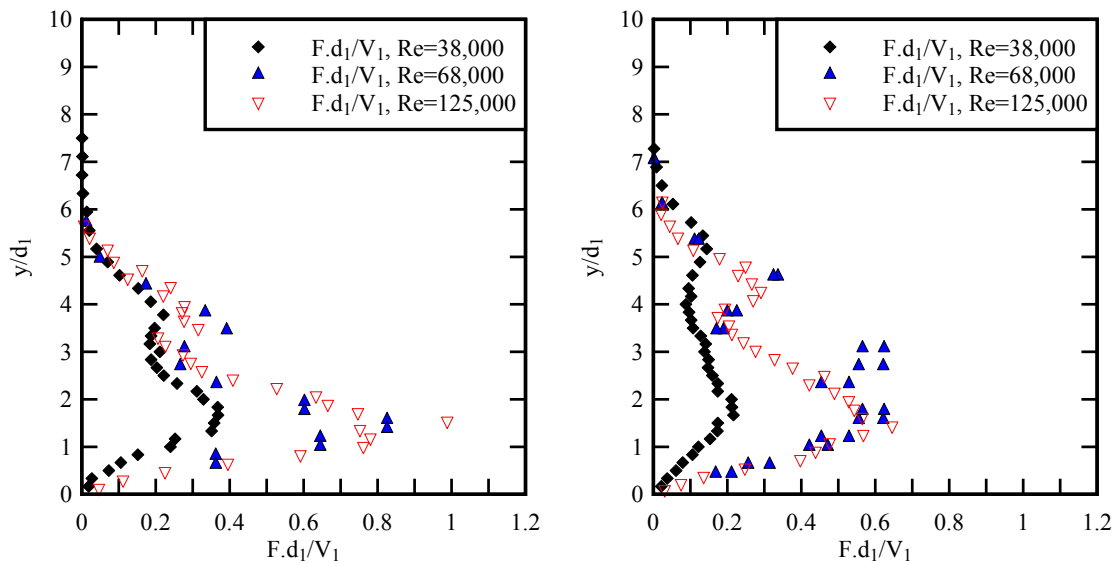 10
9
8
7
6
5
4
3
2
1
0
y/d₁
F.d₁/V₁, Re=38,000
F.d₁/V₁, Re=68,000
F.d₁/V₁, Re=125,000
0 0.2 0.4 0.6 0.8 1 1.2
F.d₁/V₁
10
9
8
7
6
5
4
3
2
1
0
y/d₁
F.d₁/V₁, Re=38,000
F.d₁/V₁, Re=68,000
F.d₁/V₁, Re=125,000
0 0.2 0.4 0.6 0.8 1 1.2
F.d₁/V₁